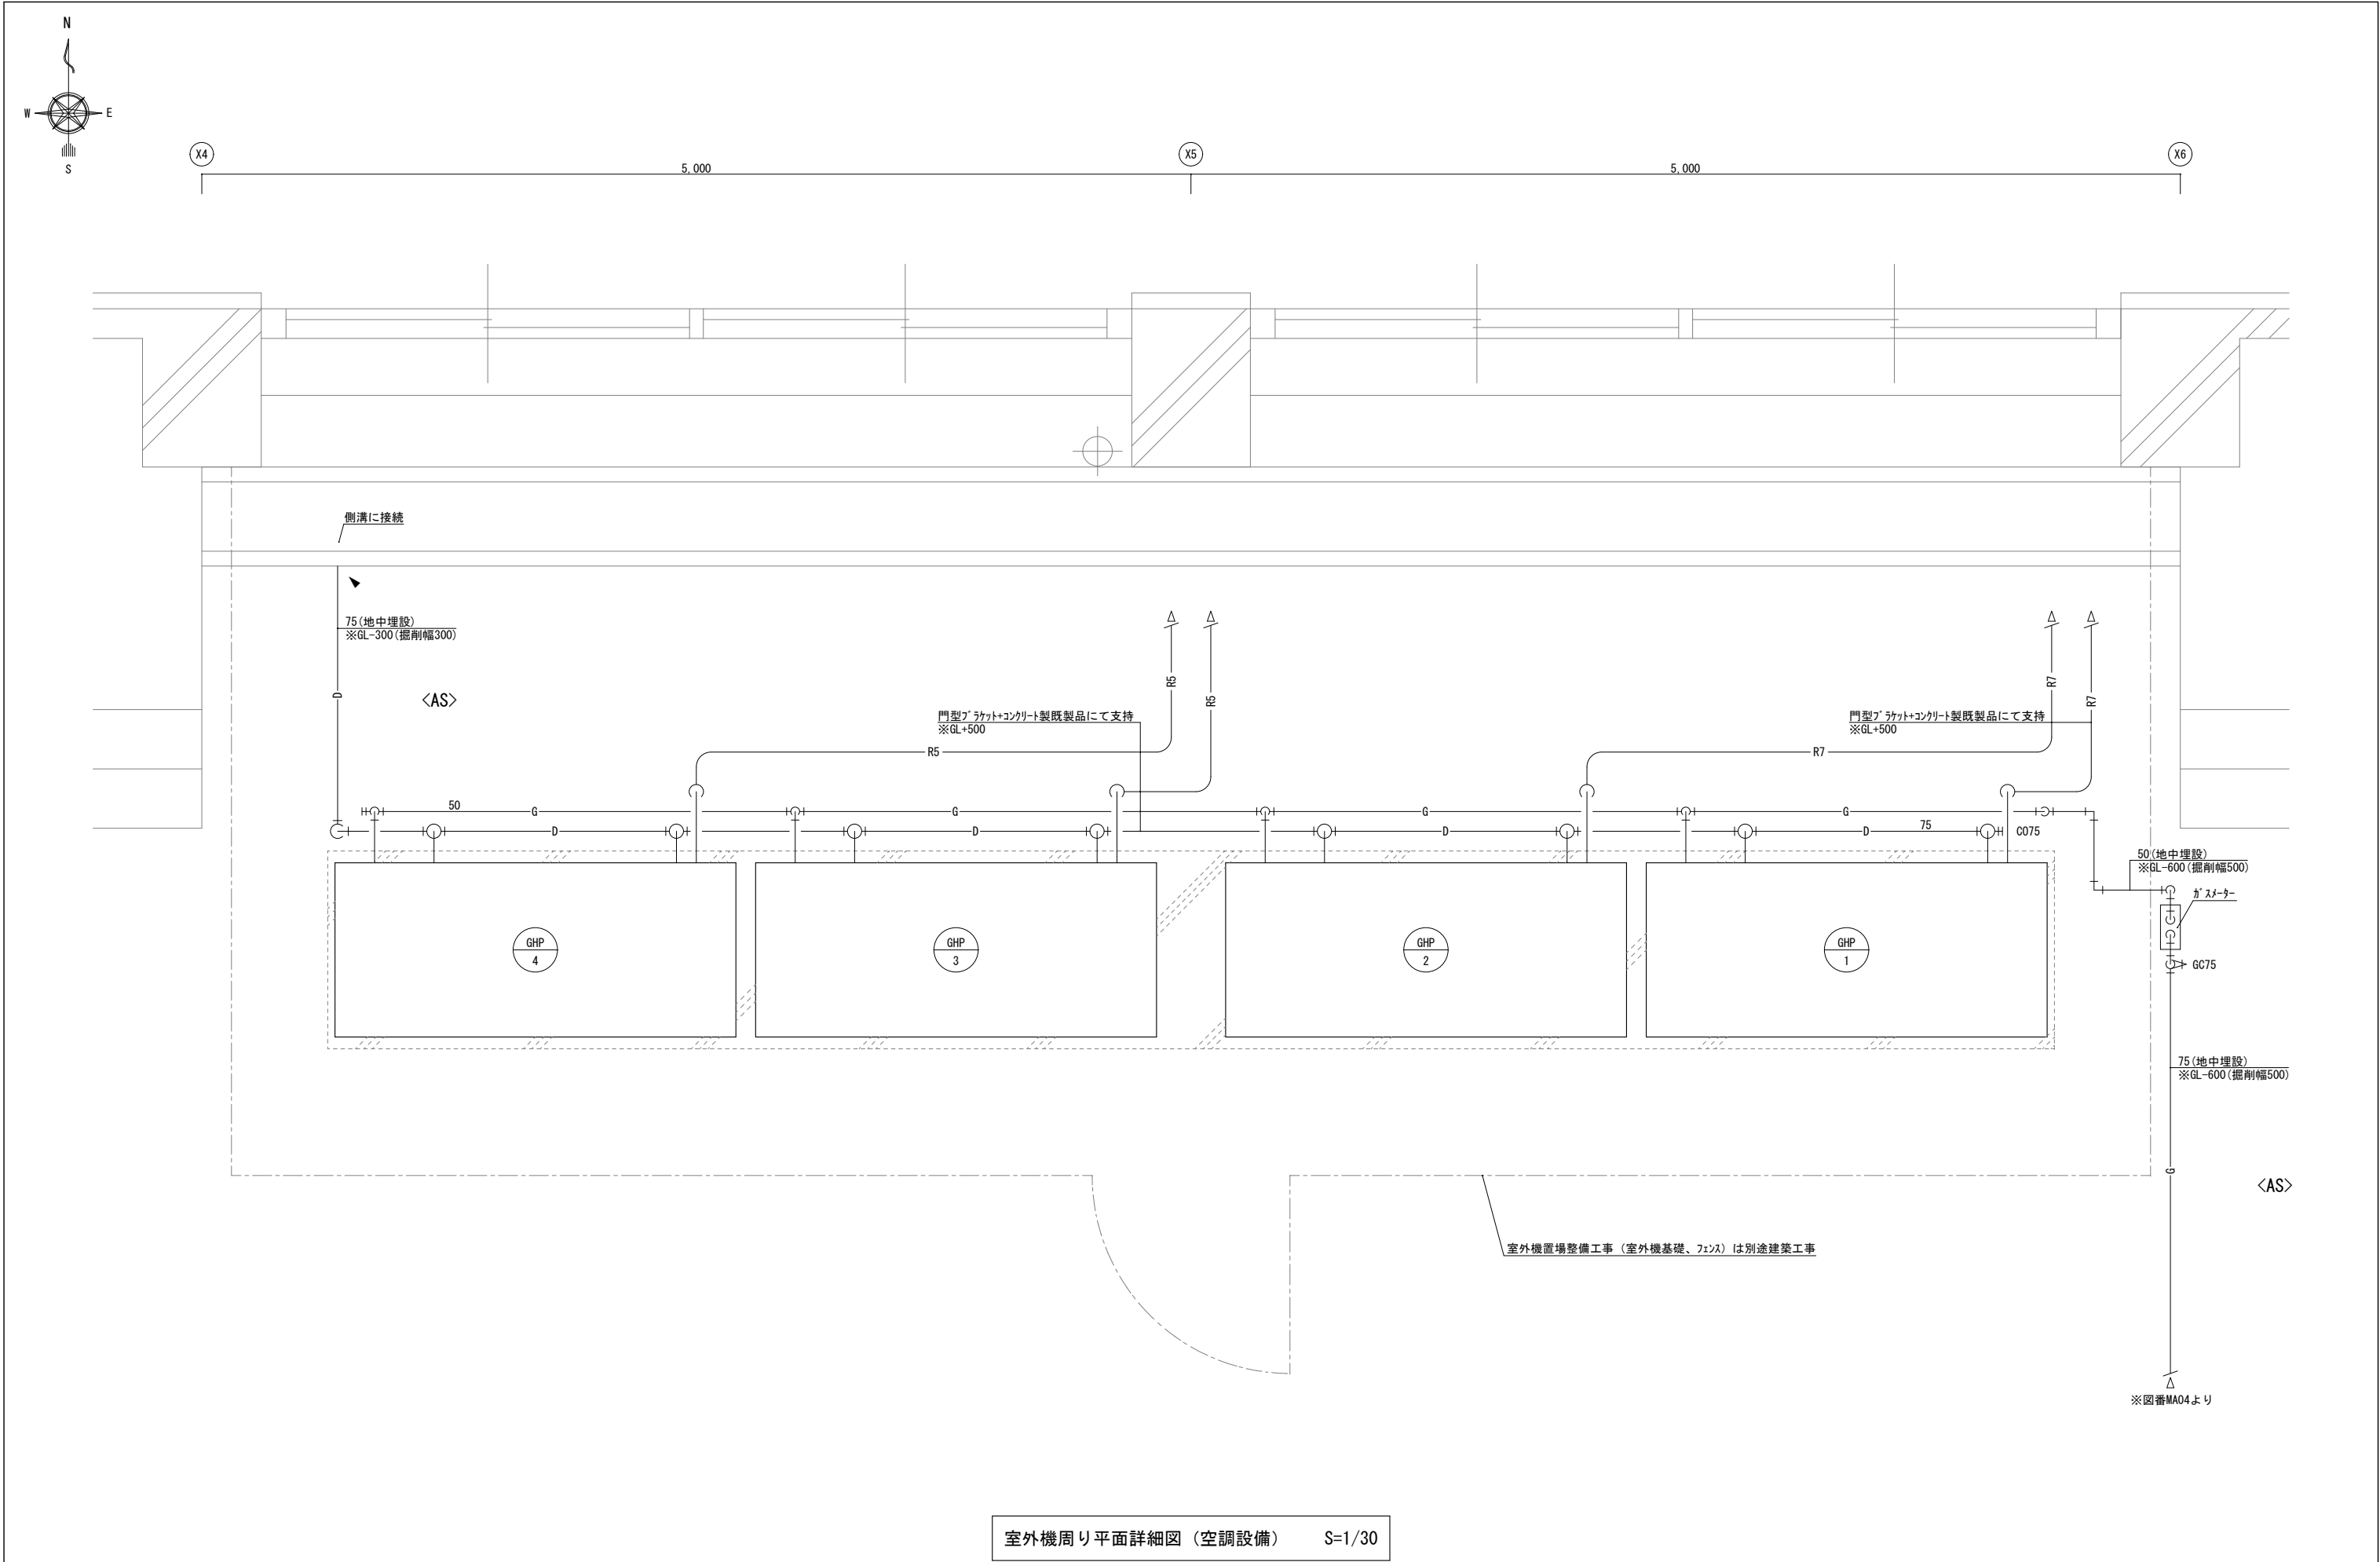 N
W
E
S
X4
X5
X6
5,000
5,000
側溝に接続
75(地中埋設)
※GL-300(掘削幅300)
D
<AS>
R5
R5
R7
R7
門型ブラケット+コンクリート製既製品にて支持
※GL+500
門型ブラケット+コンクリート製既製品にて支持
※GL+500
R5
R7
50
G
G
G
G
D
D
D
D
75
CO75
50(地中埋設)
※GL-600(掘削幅500)
ガスメーター
GHP
4
GHP
3
GHP
2
GHP
1
GC75
75(地中埋設)
※GL-600(掘削幅500)
G
<AS>
室外機置場整備工事（室外機基礎、フェンス）は別途建築工事
※図番MA04より
室外機周り平面詳細図（空調設備） S=1/30